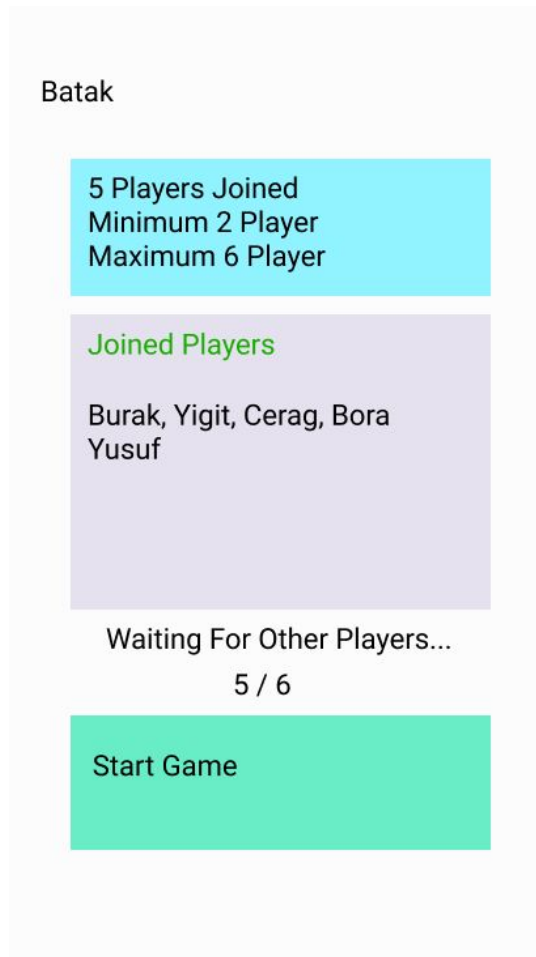 Batak
5 Players Joined
Minimum 2 Player
Maximum 6 Player
Joined Players
Burak, Yigit, Cerag, Bora
Yusuf
Waiting For Other Players...
5 / 6
Start Game